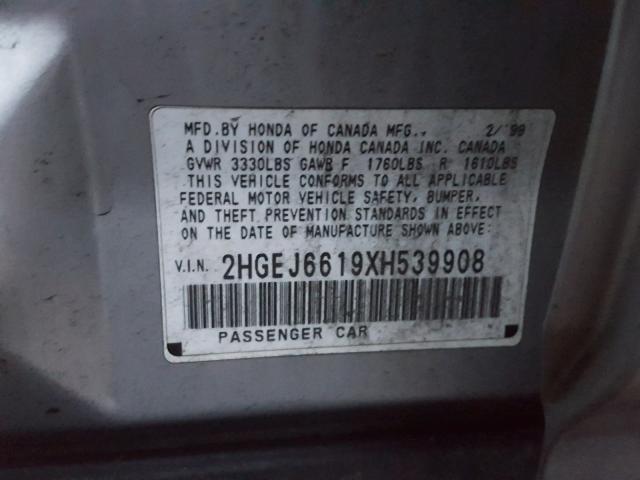 MFD. BY HONDA OF CANADA MFG., 2/'99
A DIVISION OF HONDA CANADA INC. CANADA
GVWR 3330LBS GAWR F 1760LBS R 1610LBS
THIS VEHICLE CONFORMS TO ALL APPLICABLE
FEDERAL MOTOR VEHICLE SAFETY, BUMPER,
AND THEFT PREVENTION STANDARDS IN EFFECT
ON THE DATE OF MANUFACTURE SHOWN ABOVE:
V.I.N. 2HGEJ6619XH539908
PASSENGER CAR